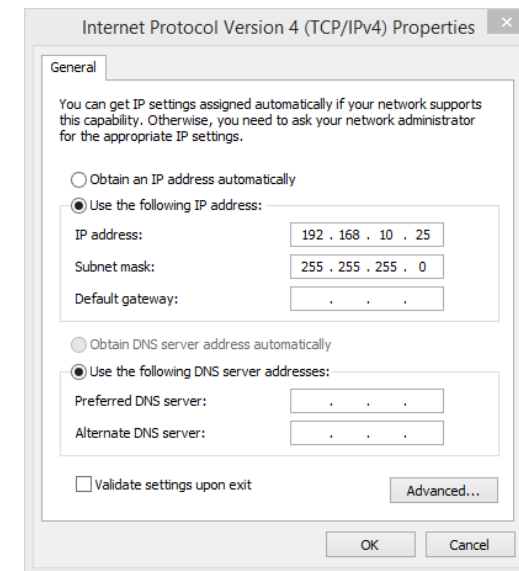 Internet Protocol Version 4 (TCP/IPv4) Properties
General
You can get IP settings assigned automatically if your network supports
this capability. Otherwise, you need to ask your network administrator
for the appropriate IP settings.
Obtain an IP address automatically
Use the following IP address:
IP address: 192 . 168 . 10 . 25
Subnet mask: 255 . 255 . 255 . 0
Default gateway: . . .
Obtain DNS server address automatically
Use the following DNS server addresses:
Preferred DNS server: . . .
Alternate DNS server: . . .
Validate settings upon exit
Advanced...
OK Cancel